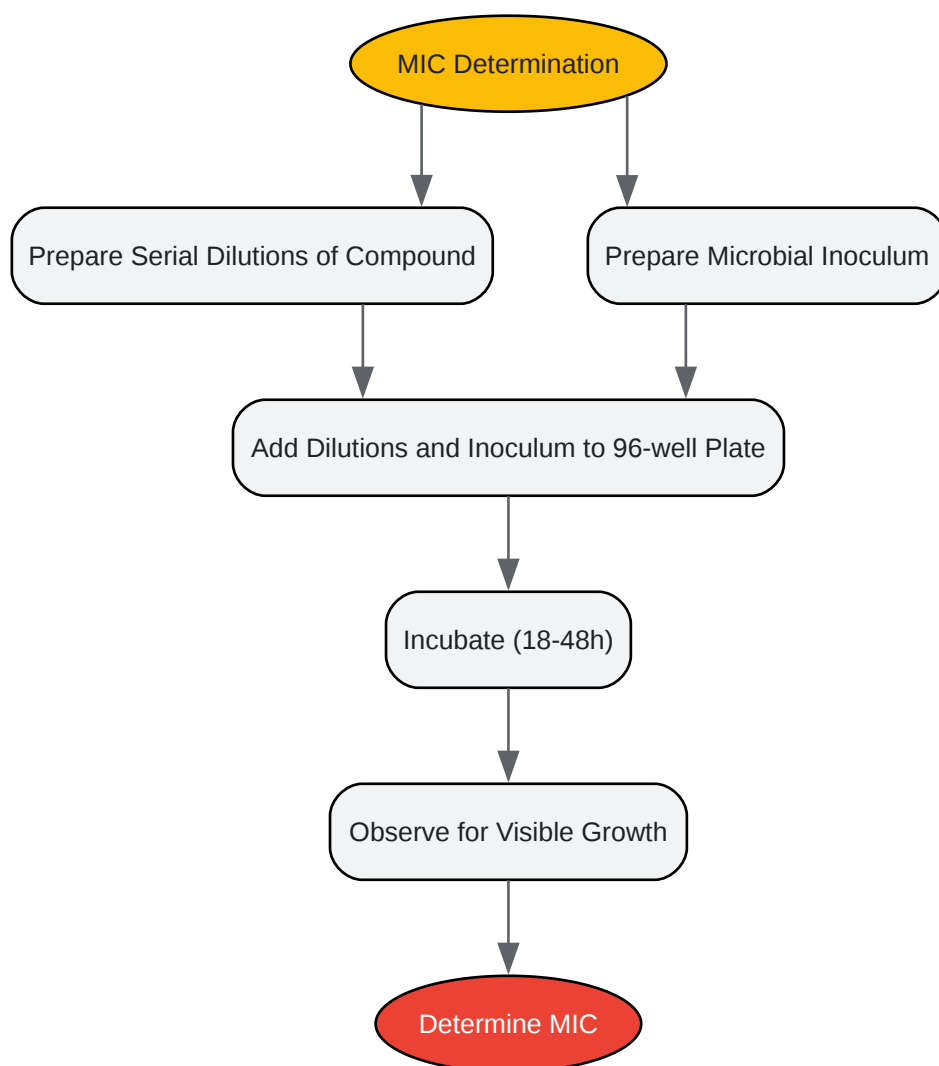 MIC Determination
Prepare Serial Dilutions of Compound
Prepare Microbial Inoculum
Add Dilutions and Inoculum to 96-well Plate
Incubate (18-48h)
Observe for Visible Growth
Determine MIC